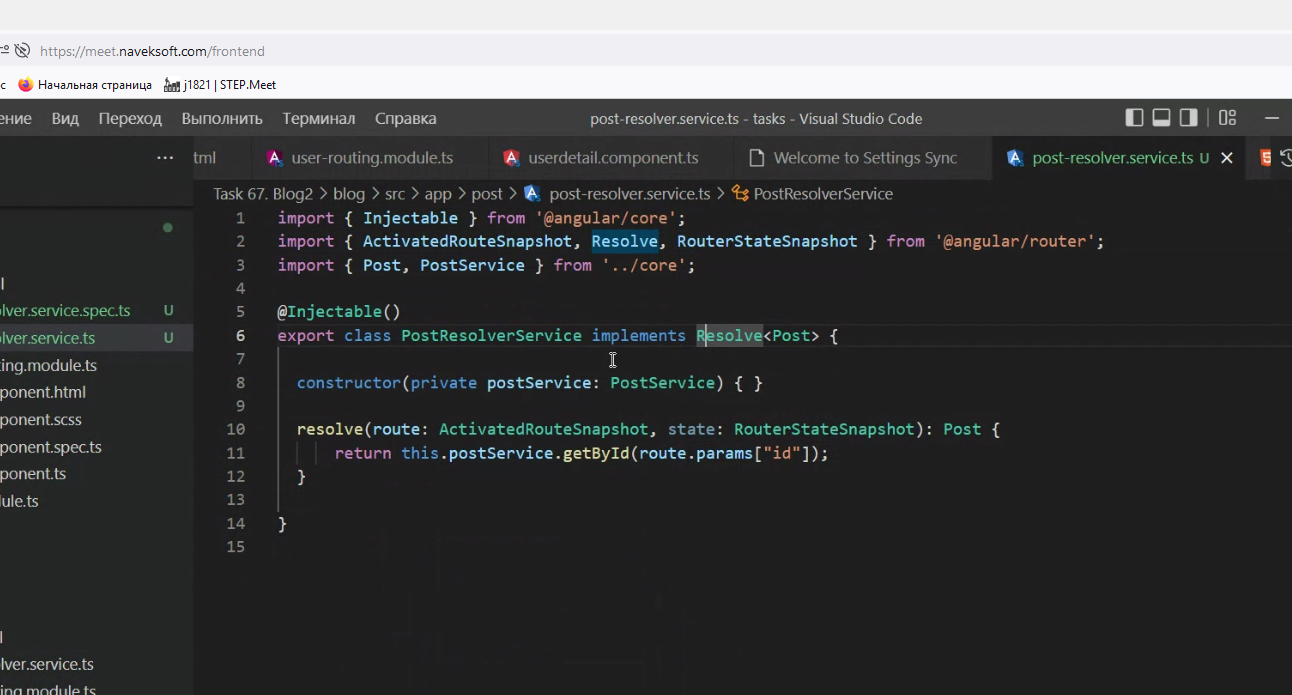 https://meet.naveksoft.com/frontend
с Начальная страница j1821 | STEP.Meet
ение Вид Переход Выполнить Терминал Справка post-resolver.service.ts - tasks - Visual Studio Code
··· tml user-routing.module.ts userdetail.component.ts Welcome to Settings Sync post-resolver.service.ts U
Task 67. Blog2 > blog > src > app > post > post-resolver.service.ts > PostResolverService
1 import { Injectable } from '@angular/core';
2 import { ActivatedRouteSnapshot, Resolve, RouterStateSnapshot } from '@angular/router';
3 import { Post, PostService } from '../core';
4
5 @Injectable()
6 export class PostResolverService implements Resolve<Post> {
7
8 constructor(private postService: PostService) { }
9
10 resolve(route: ActivatedRouteSnapshot, state: RouterStateSnapshot): Post {
11 return this.postService.getById(route.params["id"]);
12 }
13
14 }
15
l
lver.service.spec.ts U
lver.service.ts U
ing.module.ts
ponent.html
ponent.scss
ponent.spec.ts
ponent.ts
lule.ts
l
lver.service.ts
ing.module.ts